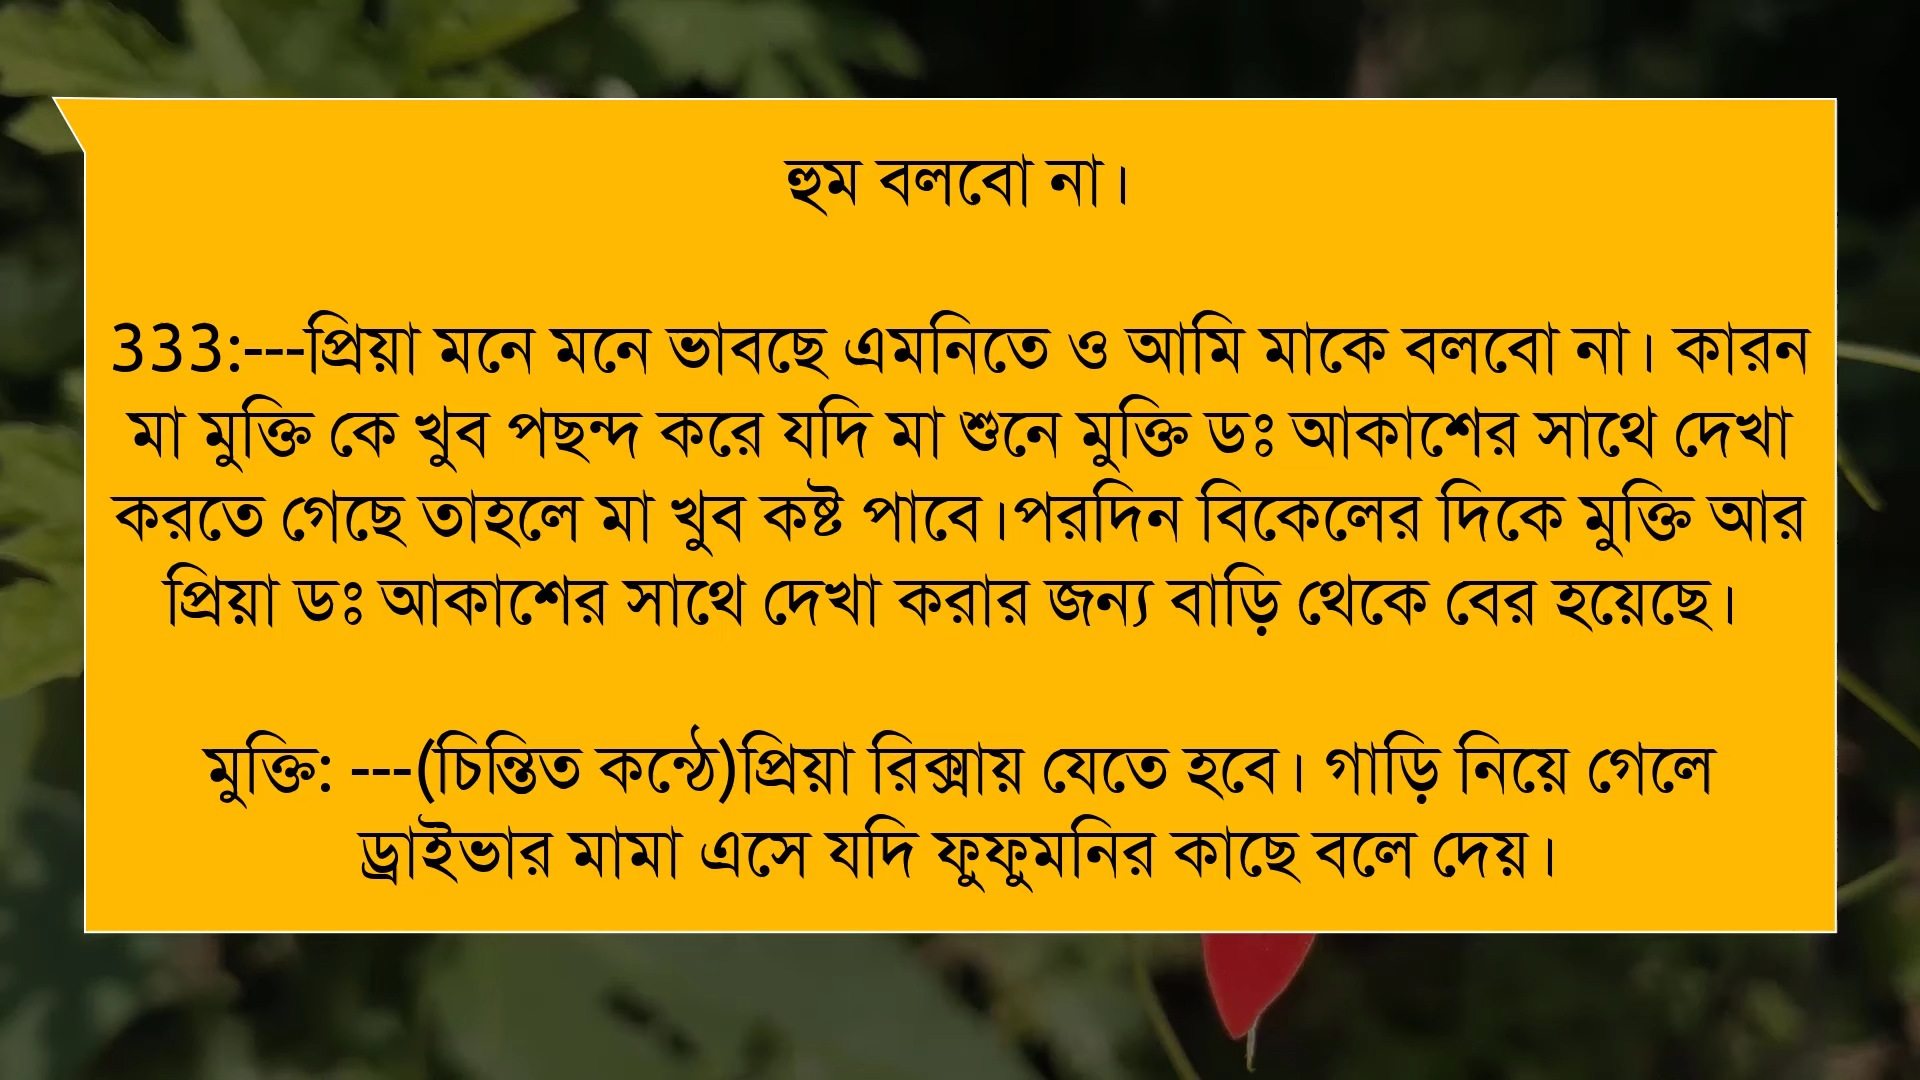 হুম বলবো না।
333:---প্রিয়া মনে মনে ভাবছে এমনিতে ও আমি মাকে বলবো না। কারন
মা মুক্তি কে খুব পছন্দ করে যদি মা শুনে মুক্তি ডঃ আকাশের সাথে দেখা
করতে গেছে তাহলে মা খুব কষ্ট পাবে।পরদিন বিকেলের দিকে মুক্তি আর
প্রিয়া ডঃ আকাশের সাথে দেখা করার জন্য বাড়ি থেকে বের হয়েছে।
মুক্তি: ---(চিন্তিত কন্ঠে)প্রিয়া রিক্সায় যেতে হবে। গাড়ি নিয়ে গেলে
ড্রাইভার মামা এসে যদি ফুফুমনির কাছে বলে দেয়।